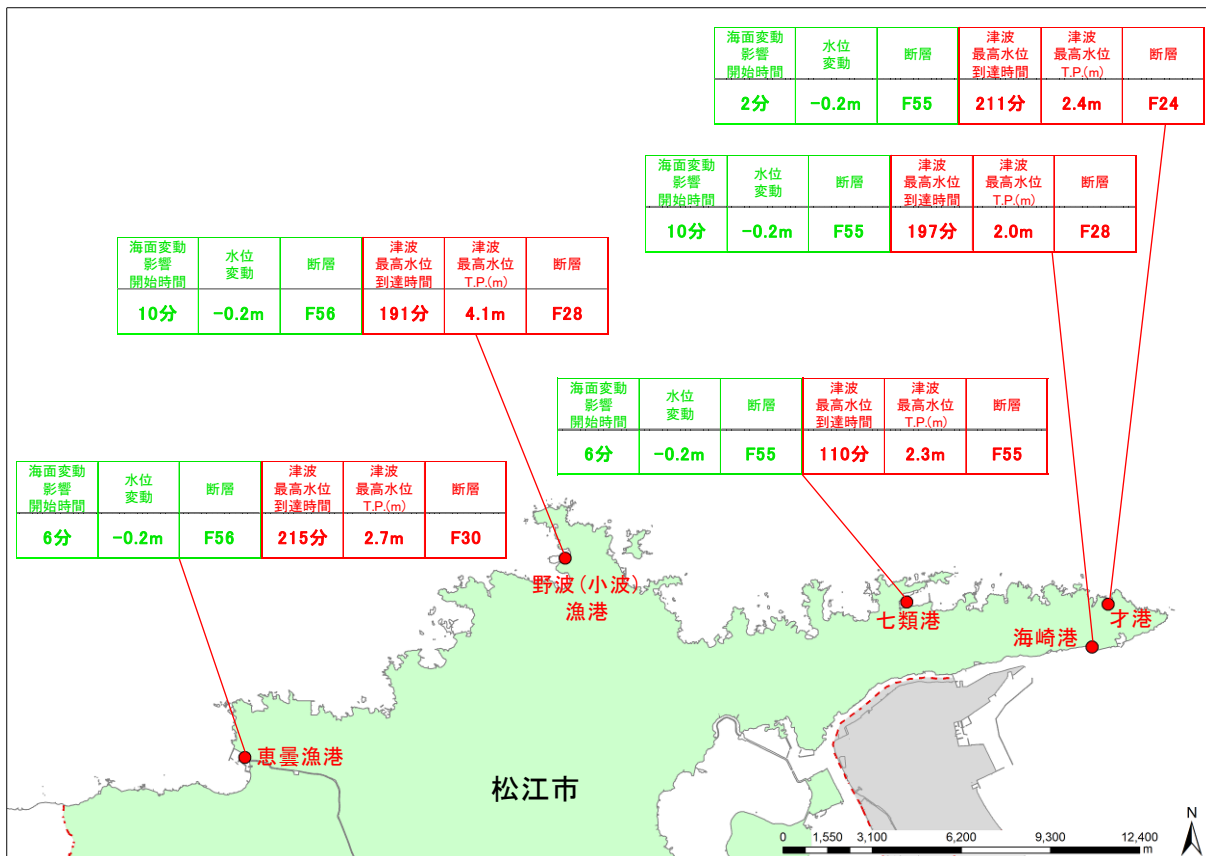 海面変動 影響 開始時間 水位 変動 断層 津波 最高水位 到達時間 津波 最高水位 T.P.(m) 断層
2分 -0.2m F55 211分 2.4m F24
海面変動 影響 開始時間 水位 変動 断層 津波 最高水位 到達時間 津波 最高水位 T.P.(m) 断層
10分 -0.2m F55 197分 2.0m F28
海面変動 影響 開始時間 水位 変動 断層 津波 最高水位 到達時間 津波 最高水位 T.P.(m) 断層
10分 -0.2m F56 191分 4.1m F28
海面変動 影響 開始時間 水位 変動 断層 津波 最高水位 到達時間 津波 最高水位 T.P.(m) 断層
6分 -0.2m F55 110分 2.3m F55
海面変動 影響 開始時間 水位 変動 断層 津波 最高水位 到達時間 津波 最高水位 T.P.(m) 断層
6分 -0.2m F56 215分 2.7m F30
野波(小波)
漁港
七類港
才港
海崎港
恵曇漁港
松江市
N
0 1,550 3,100 6,200 9,300 12,400
m